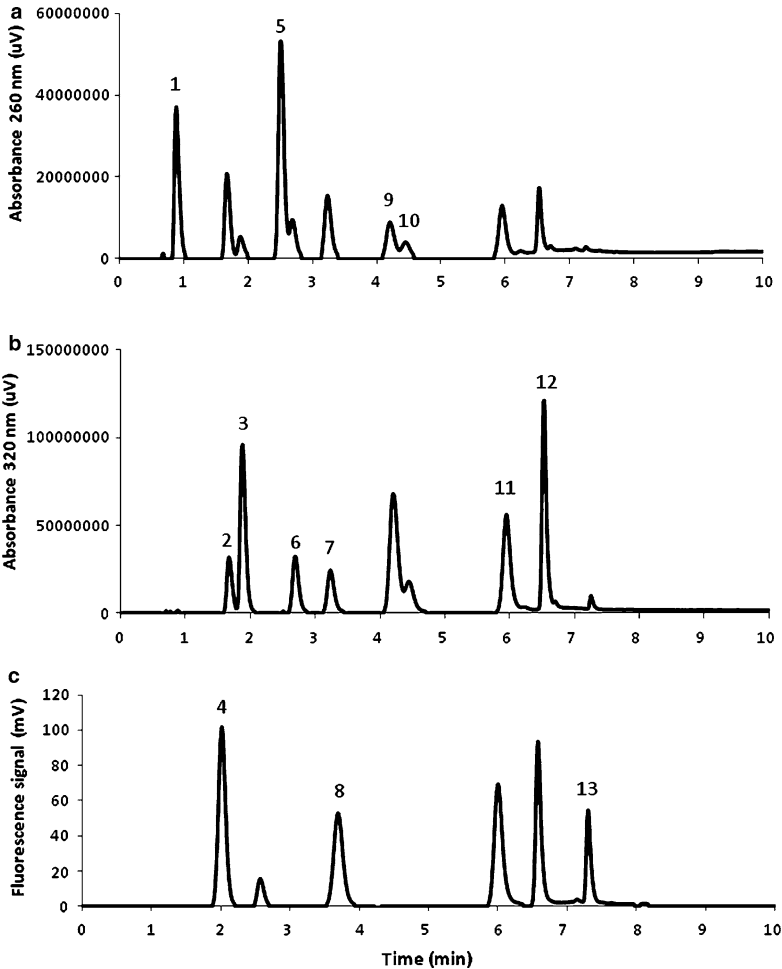 a
Absorbance 260 nm (uV)
60000000
40000000
20000000
0
1
5
9
10
0 1 2 3 4 5 6 7 8 9 10
b
Absorbance 320 nm (uV)
150000000
100000000
50000000
0
2
3
6
7
11
12
0 1 2 3 4 5 6 7 8 9 10
c
Fluorescence signal (mV)
120
100
80
60
40
20
0
4
8
13
0 1 2 3 4 5 6 7 8 9 10
Time (min)